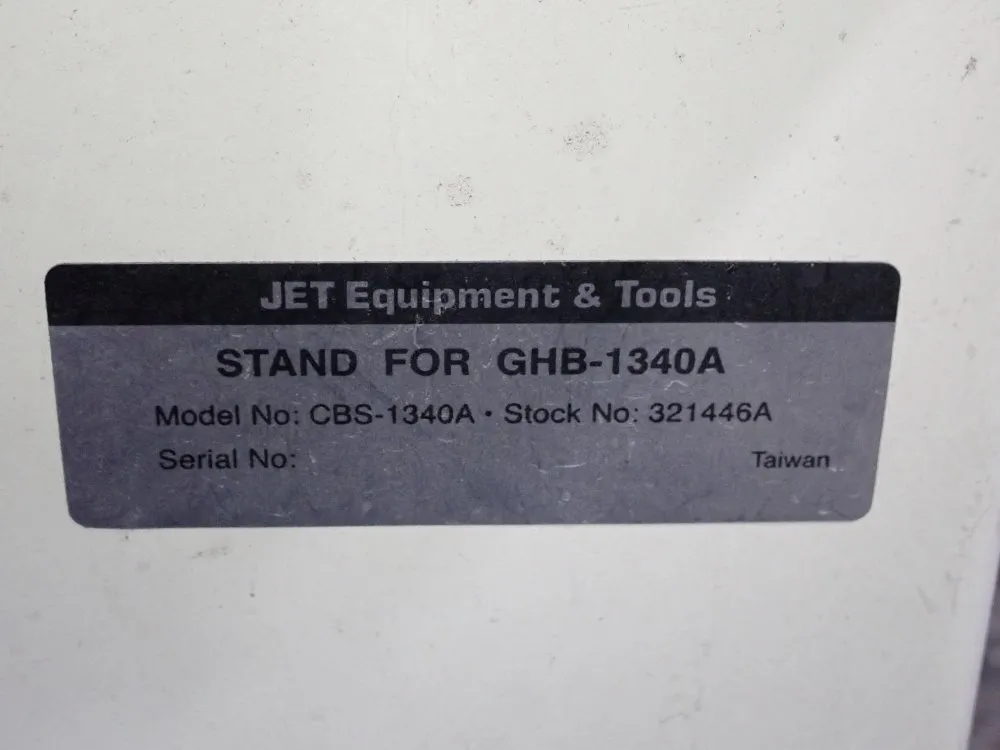 JET Equipment & Tools
STAND FOR GHB-1340A
Model No: CBS-1340A · Stock No: 321446A
Serial No: Taiwan